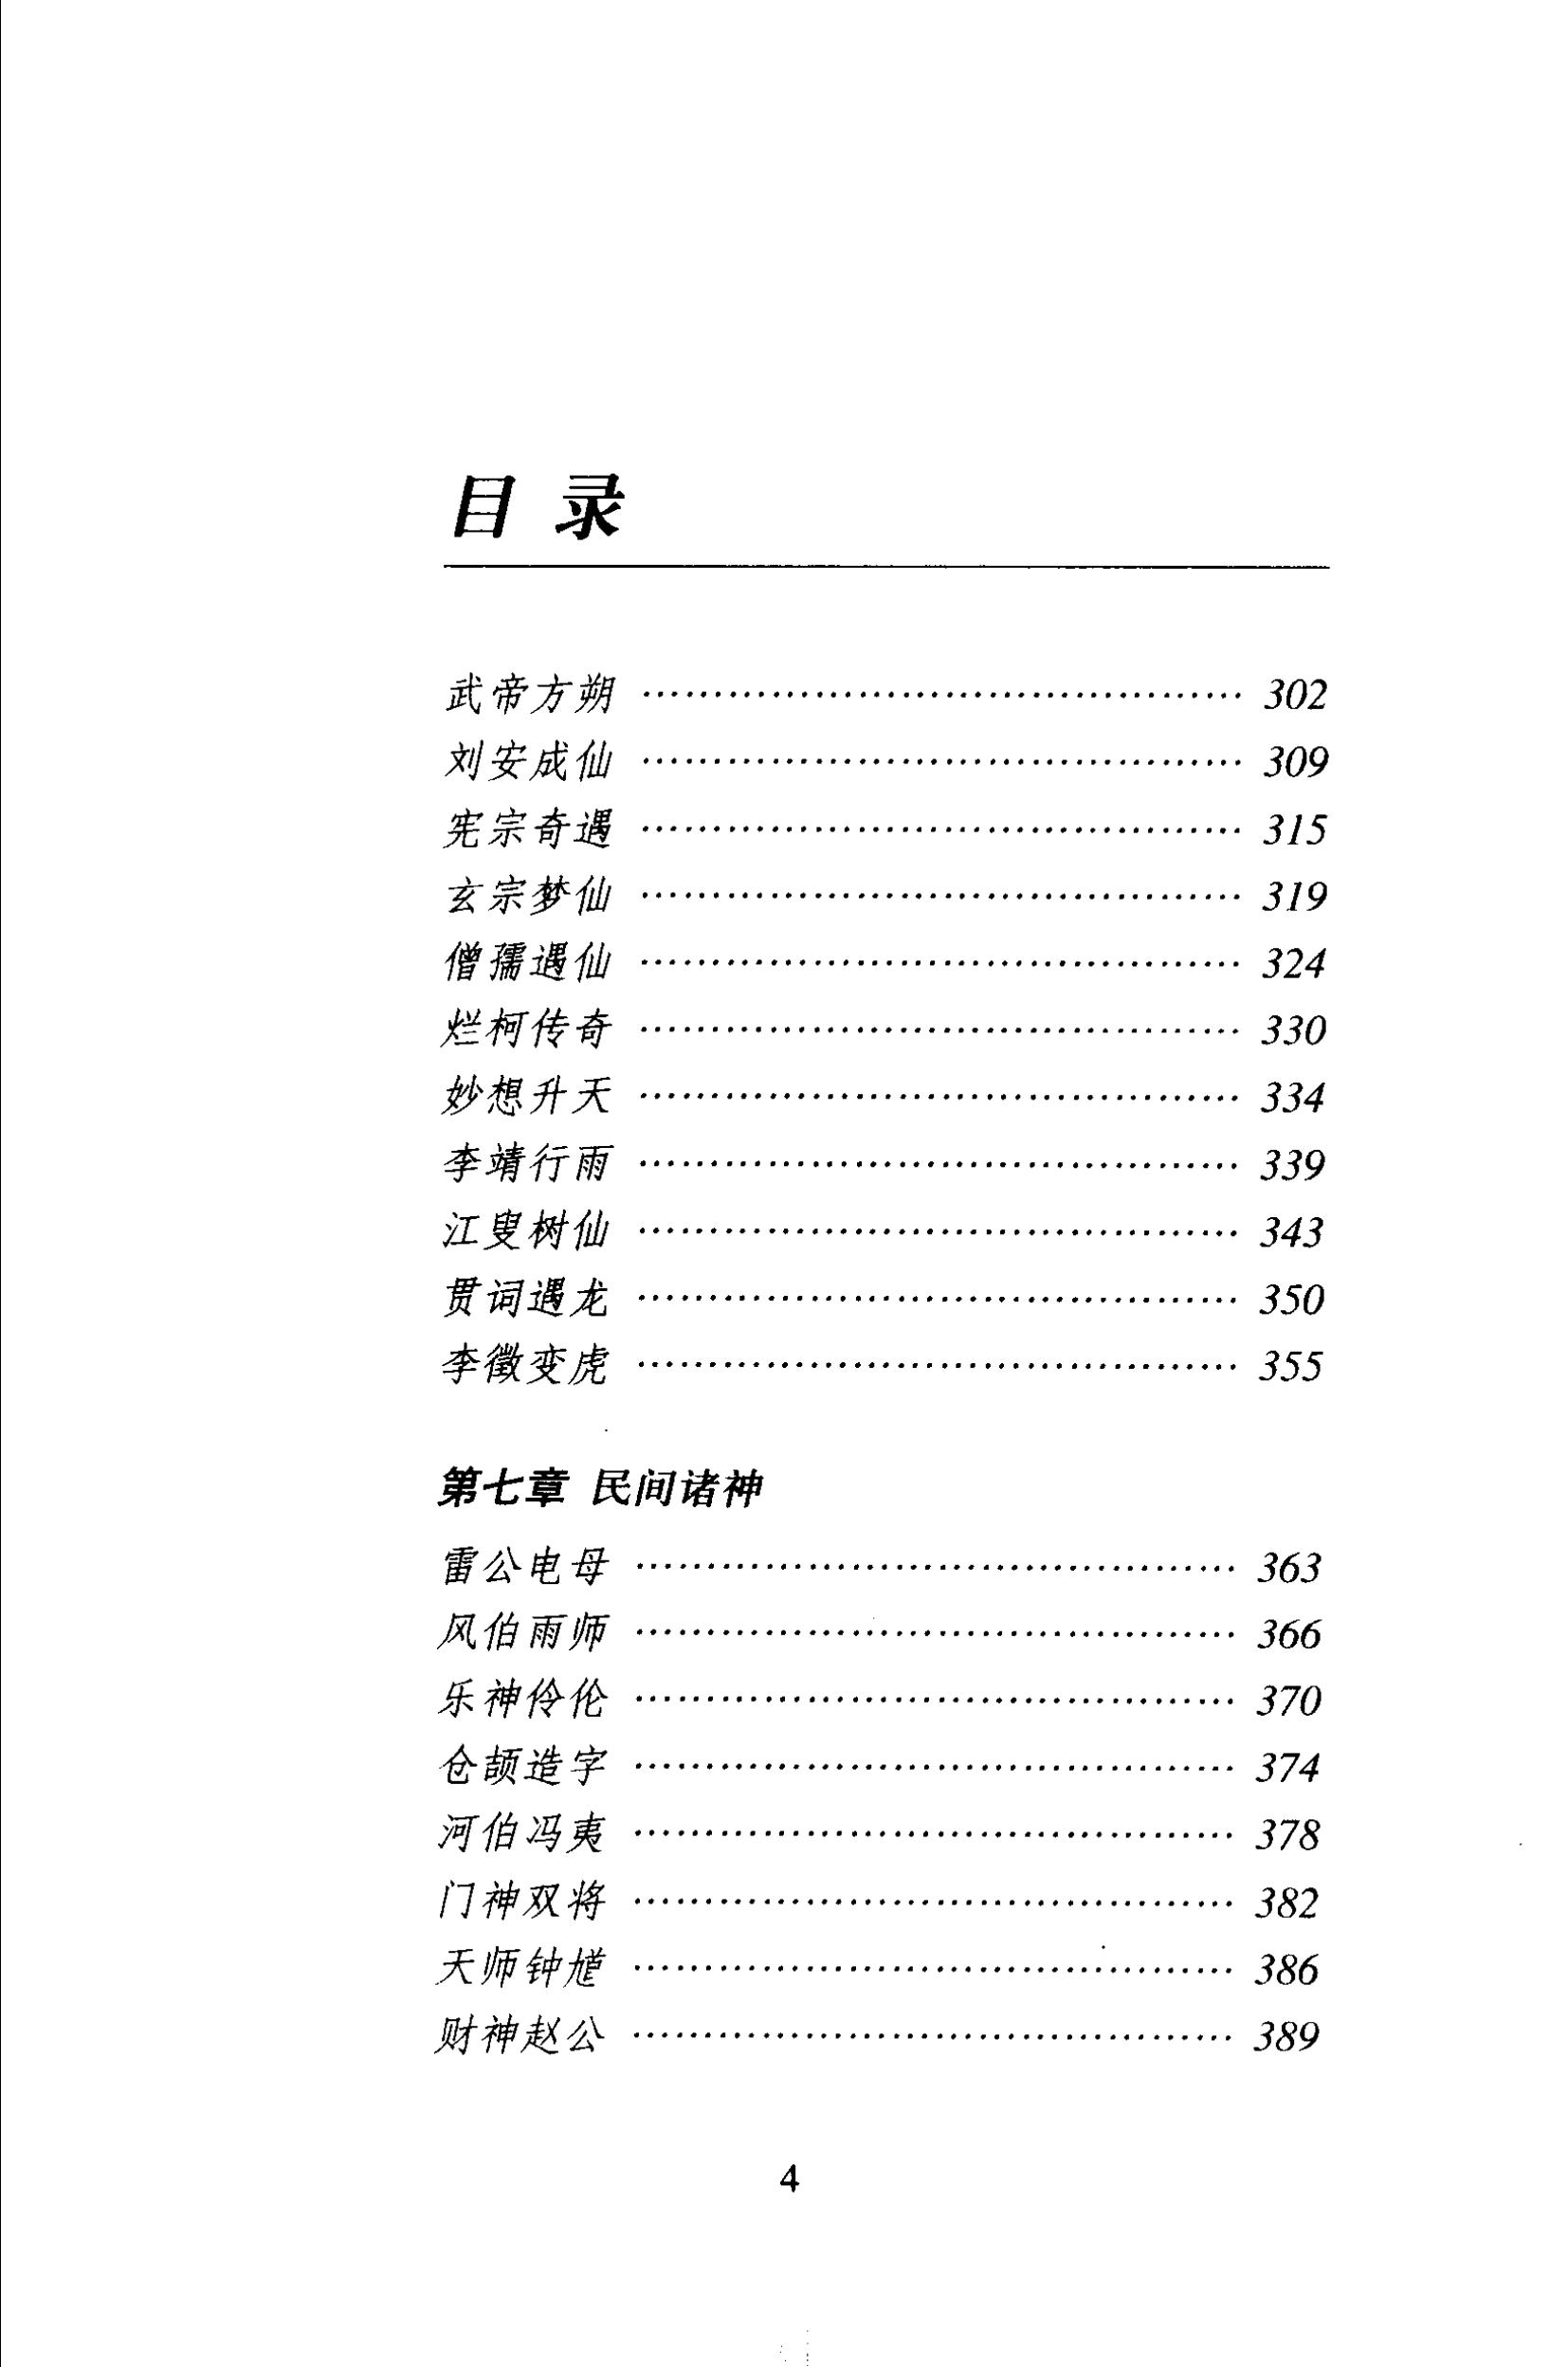 目 录
武帝方朔 ………………………………… 302
刘安成仙 ………………………………… 309
宪宗奇遇 ………………………………… 315
玄宗梦仙 ………………………………… 319
僧孺遇仙 ………………………………… 324
烂柯传奇 ………………………………… 330
妙想升天 ………………………………… 334
李靖行雨 ………………………………… 339
江叟树仙 ………………………………… 343
贯词遇龙 ………………………………… 350
李徵变虎 ………………………………… 355
第七章 民间诸神
雷公电母 ………………………………… 363
风伯雨师 ………………………………… 366
乐神伶伦 ………………………………… 370
仓颉造字 ………………………………… 374
河伯冯夷 ………………………………… 378
门神双将 ………………………………… 382
天师钟馗 ………………………………… 386
财神赵公 ………………………………… 389
4